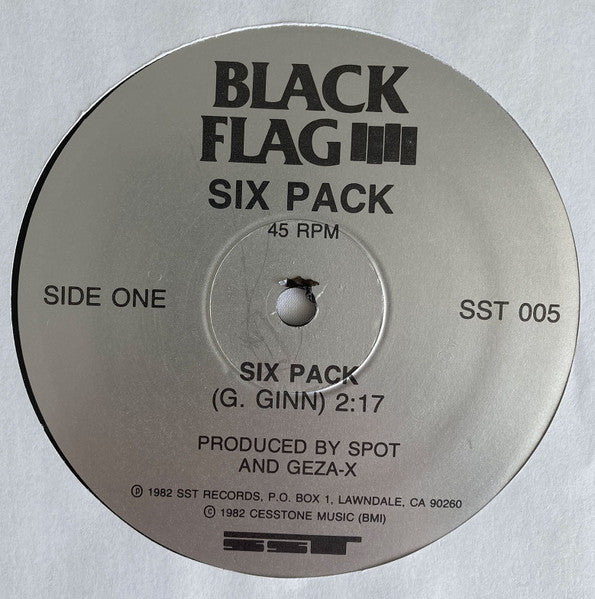 BLACK
FLAG
SIX PACK
45 RPM
SIDE ONE
SST 005
SIX PACK
(G. GINN) 2:17
PRODUCED BY SPOT
AND GEZA-X
Ⓟ 1982 SST RECORDS, P.O. BOX 1, LAWNDALE, CA 90260
© 1982 CESSTONE MUSIC (BMI)
SST